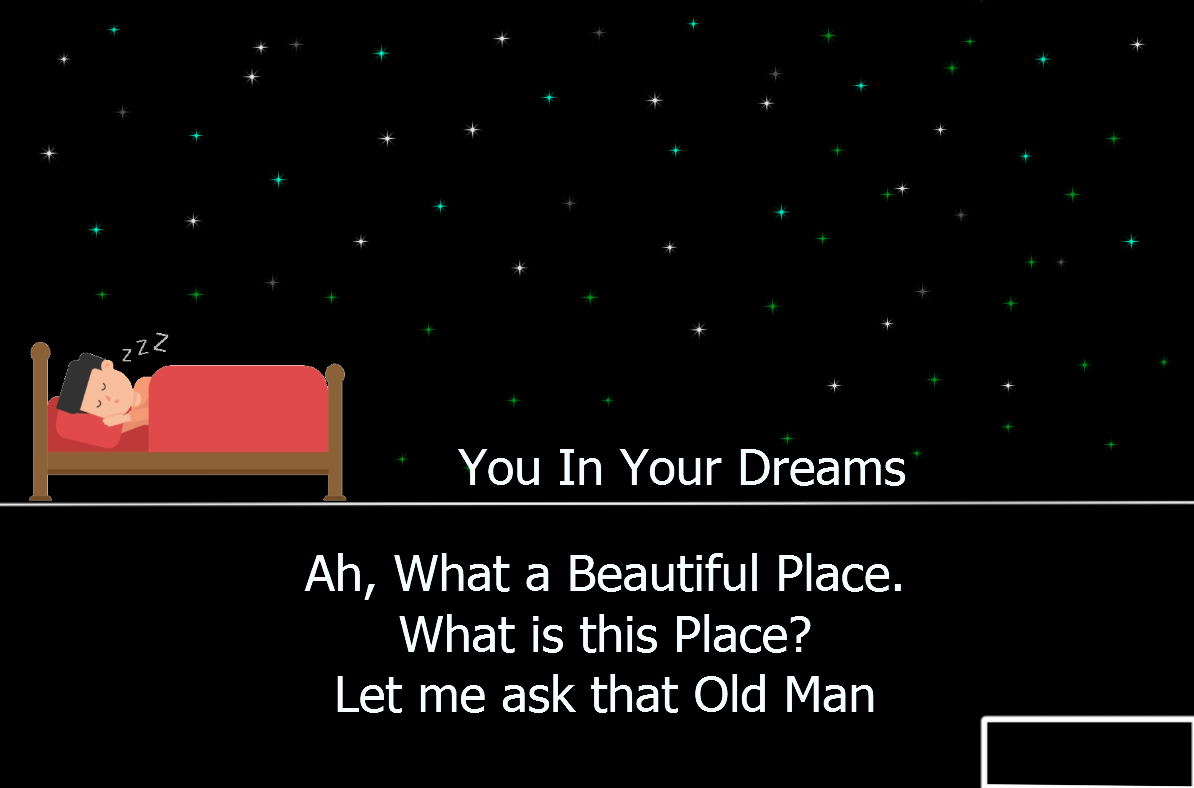 z z z
You In Your Dreams
Ah, What a Beautiful Place.
What is this Place?
Let me ask that Old Man